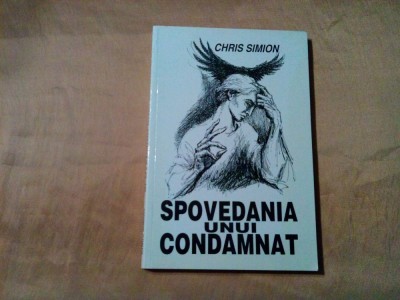 CHRIS SIMION
SPOVEDANIA
UNUI
CONDAMNAT